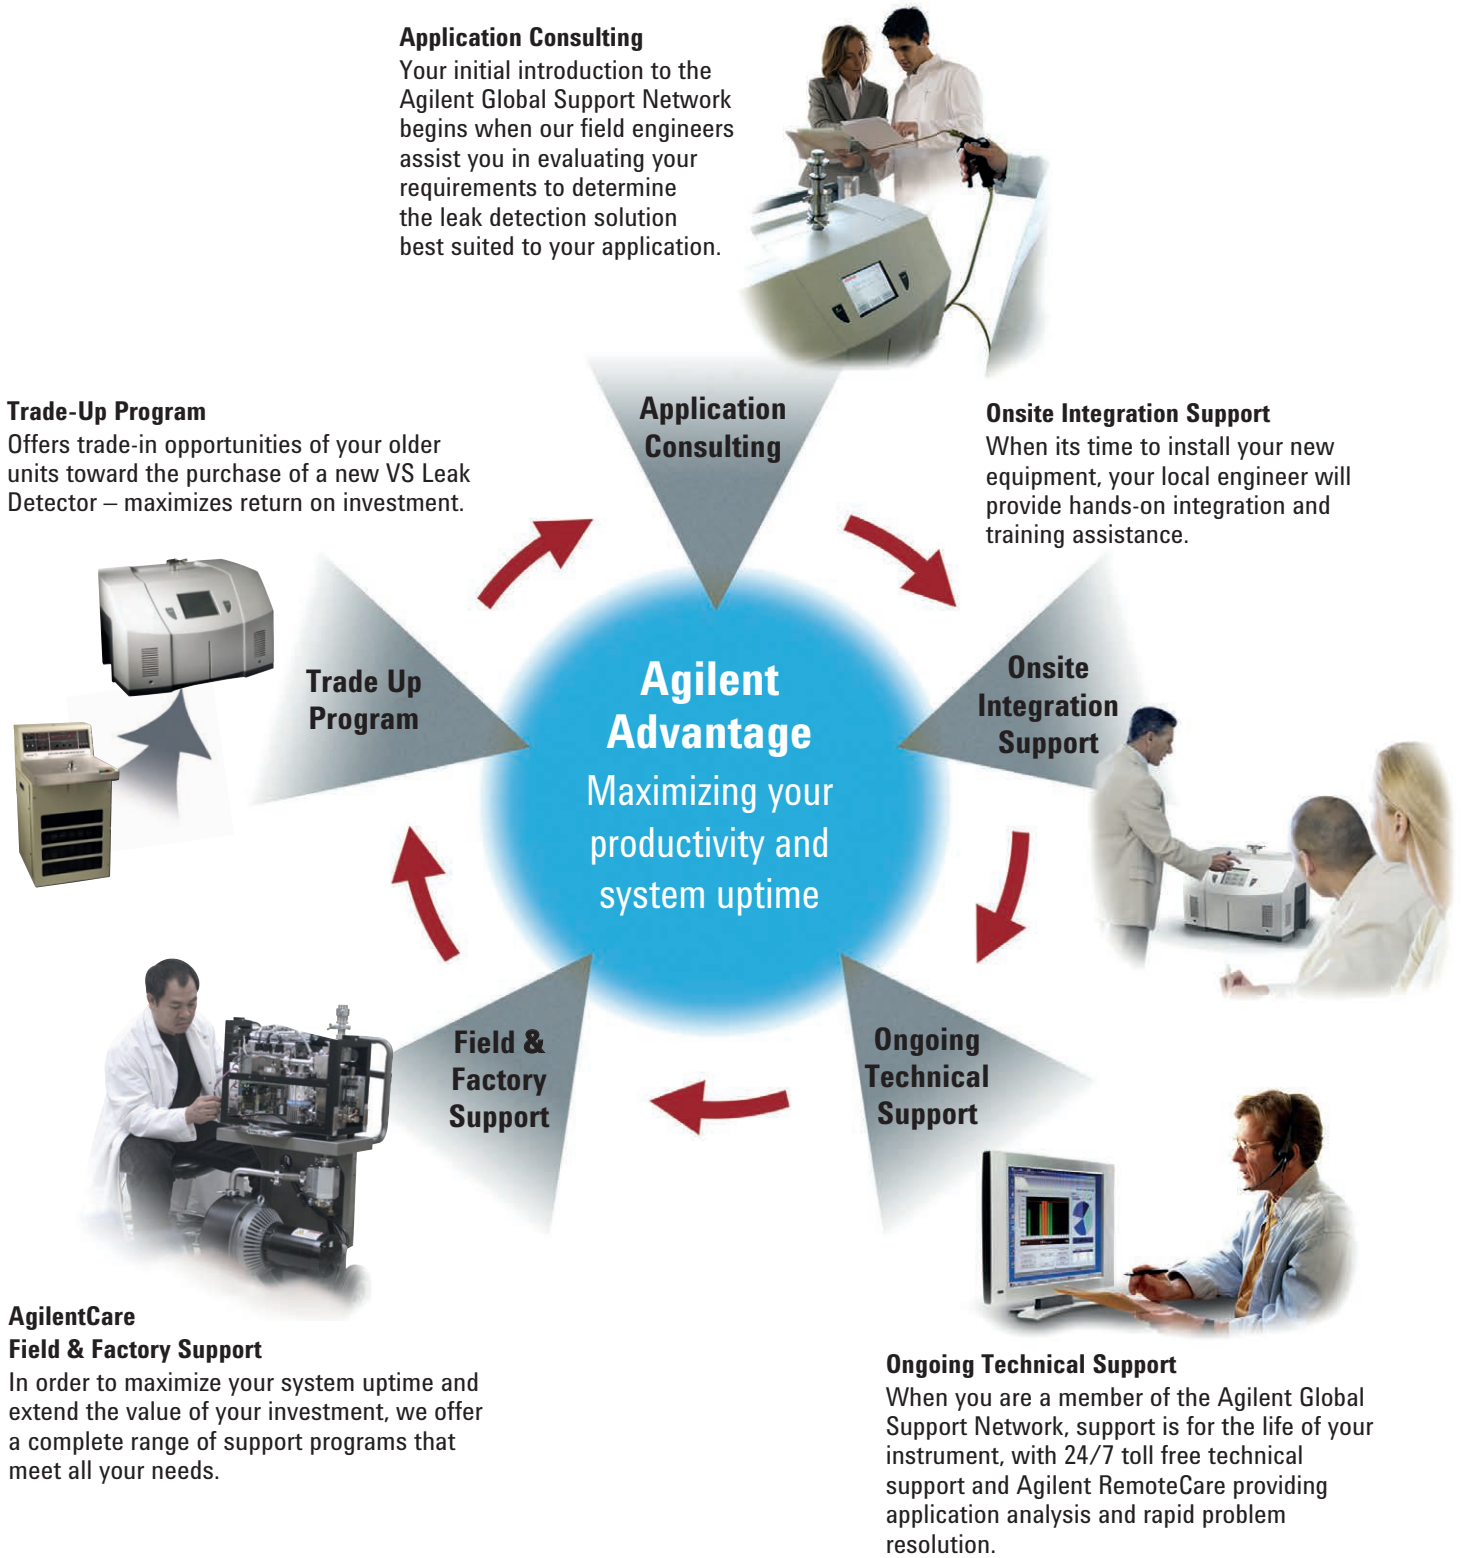 Application Consulting
Your initial introduction to the
Agilent Global Support Network
begins when our field engineers
assist you in evaluating your
requirements to determine
the leak detection solution
best suited to your application.
Trade-Up Program
Offers trade-in opportunities of your older
units toward the purchase of a new VS Leak
Detector – maximizes return on investment.
Application
Consulting
Onsite Integration Support
When its time to install your new
equipment, your local engineer will
provide hands-on integration and
training assistance.
Trade Up
Program
Agilent
Advantage
Maximizing your
productivity and
system uptime
Onsite
Integration
Support
Field &
Factory
Support
Ongoing
Technical
Support
AgilentCare
Field & Factory Support
In order to maximize your system uptime and
extend the value of your investment, we offer
a complete range of support programs that
meet all your needs.
Ongoing Technical Support
When you are a member of the Agilent Global
Support Network, support is for the life of your
instrument, with 24/7 toll free technical
support and Agilent RemoteCare providing
application analysis and rapid problem
resolution.